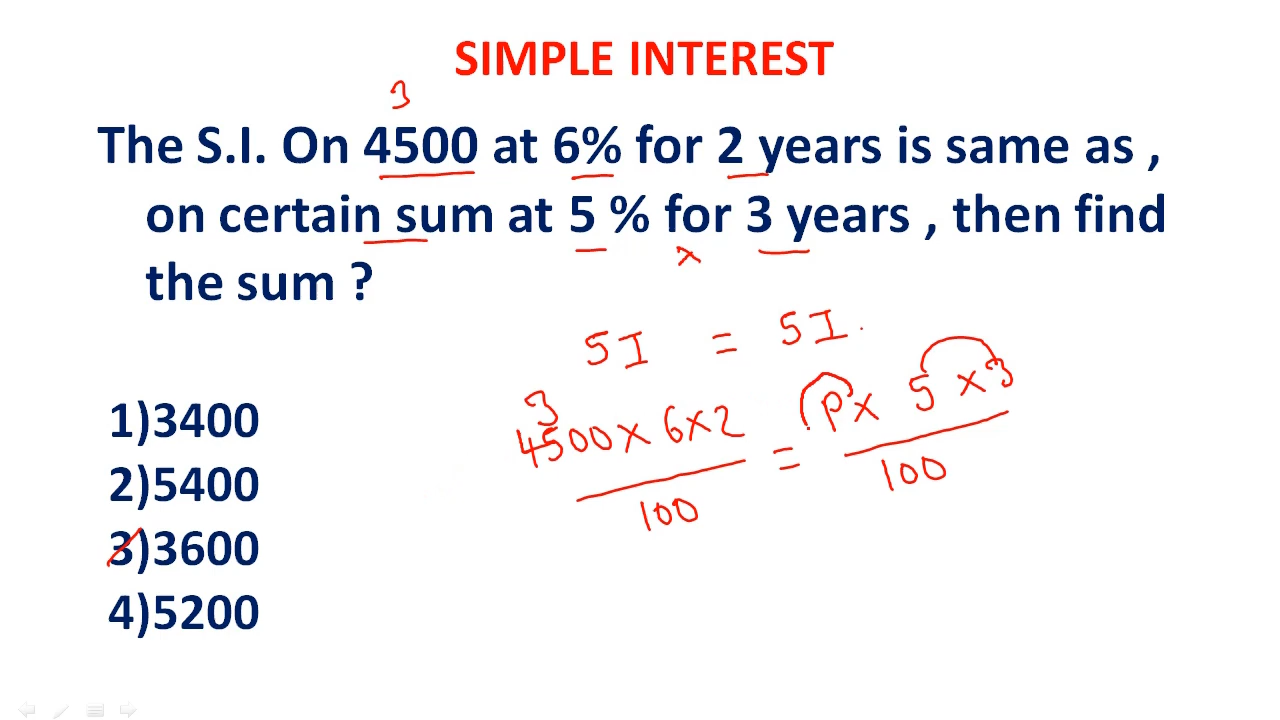 SIMPLE INTEREST
3
The S.I. On 4500 at 6% for 2 years is same as ,
on certain sum at 5 % for 3 years , then find
x
the sum ?
SI = SI
3
4500 x 6 x 2 = P x 5 x 3
100 100
1)3400
2)5400
3)3600
4)5200